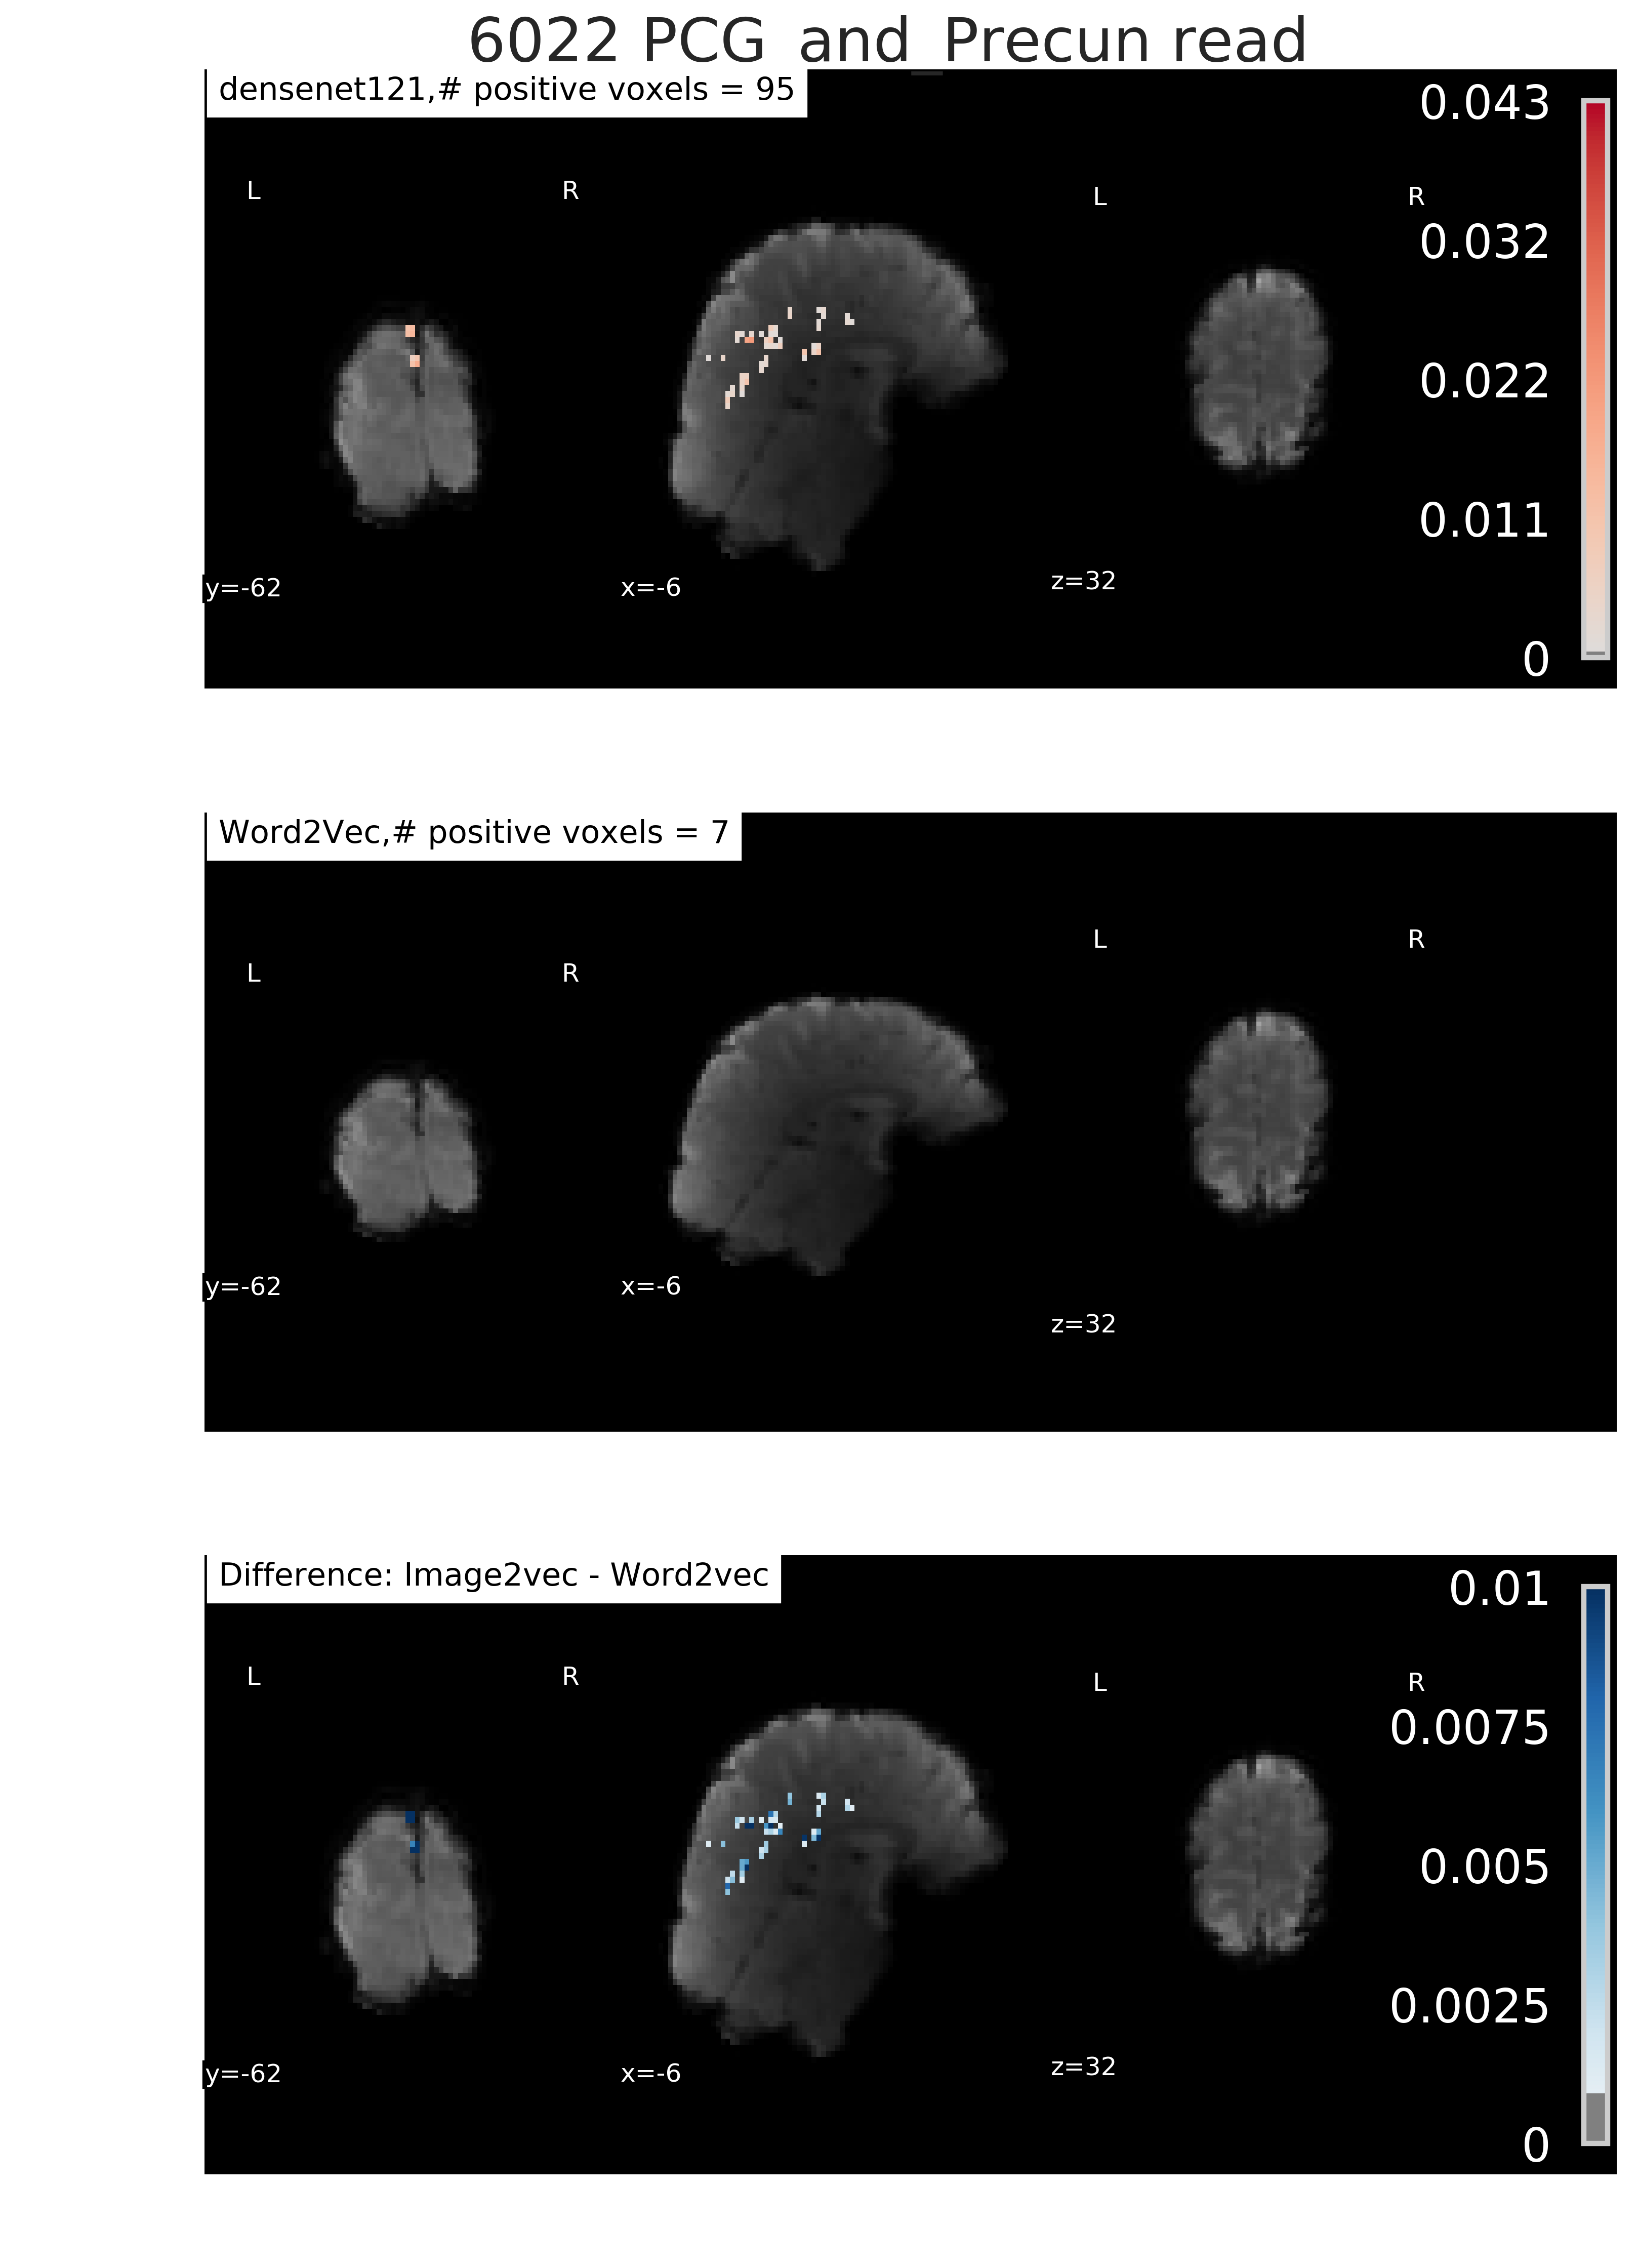 6022 PCG_and_Precun read
densenet121,# positive voxels = 95
0.043
L R L R
0.032
0.022
0.011
y=-62 x=-6 z=32
0
Word2Vec,# positive voxels = 7
L R
L R
y=-62 x=-6
z=32
Difference: Image2vec - Word2vec
0.01
L R L R
0.0075
0.005
0.0025
y=-62 x=-6 z=32
0